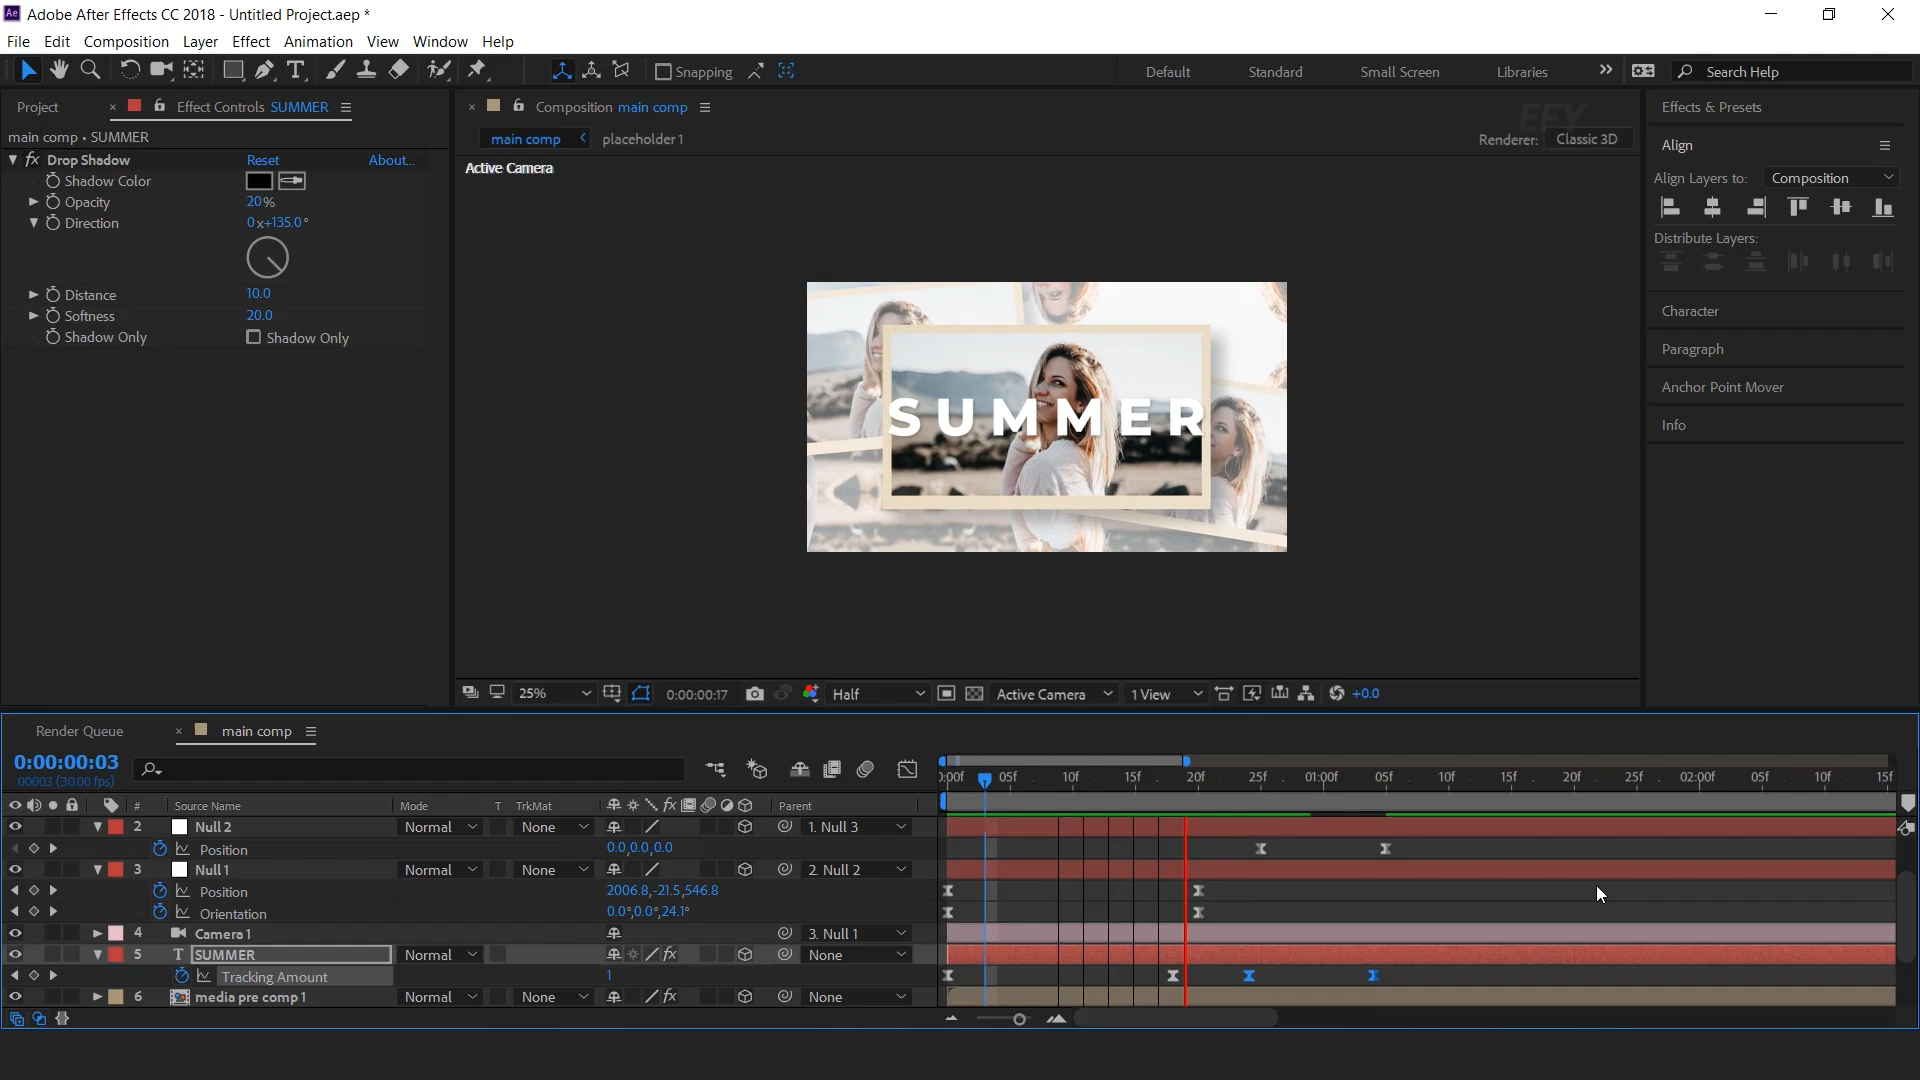 Ae Adobe After Effects CC 2018 - Untitled Project.aep *
File Edit Composition Layer Effect Animation View Window Help
Snapping Default Standard Small Screen Libraries Search Help
Project Effect Controls SUMMER
main comp • SUMMER
fx Drop Shadow Reset About...
Shadow Color
Opacity 20%
Direction 0x+135.0°
Distance 10.0
Softness 20.0
Shadow Only Shadow Only
Composition main comp
main comp placeholder1
EFY
Renderer: Classic 3D
Active Camera
SUMMER
25% 0:00:00:17 Half Active Camera 1 View +0.0
Effects & Presets
Align
Align Layers to: Composition
Distribute Layers:
Character
Paragraph
Anchor Point Mover
Info
Render Queue main comp
0:00:00:03
00003 (30.00 fps)
0:00f 05f 10f 15f 20f 25f 01:00f 05f 10f 15f 20f 25f 02:00f 05f 10f 15f
# Source Name Mode T TrkMat fx Parent
2 Null 2 Normal None 1. Null 3
Position 0.0,0.0,0.0
3 Null 1 Normal None 2. Null 2
Position 2006.8,-21.5,546.8
Orientation 0.0°,0.0°,24.1°
4 Camera 1 3. Null 1
5 T SUMMER Normal fx None
Tracking Amount 1
6 media pre comp 1 Normal None fx None